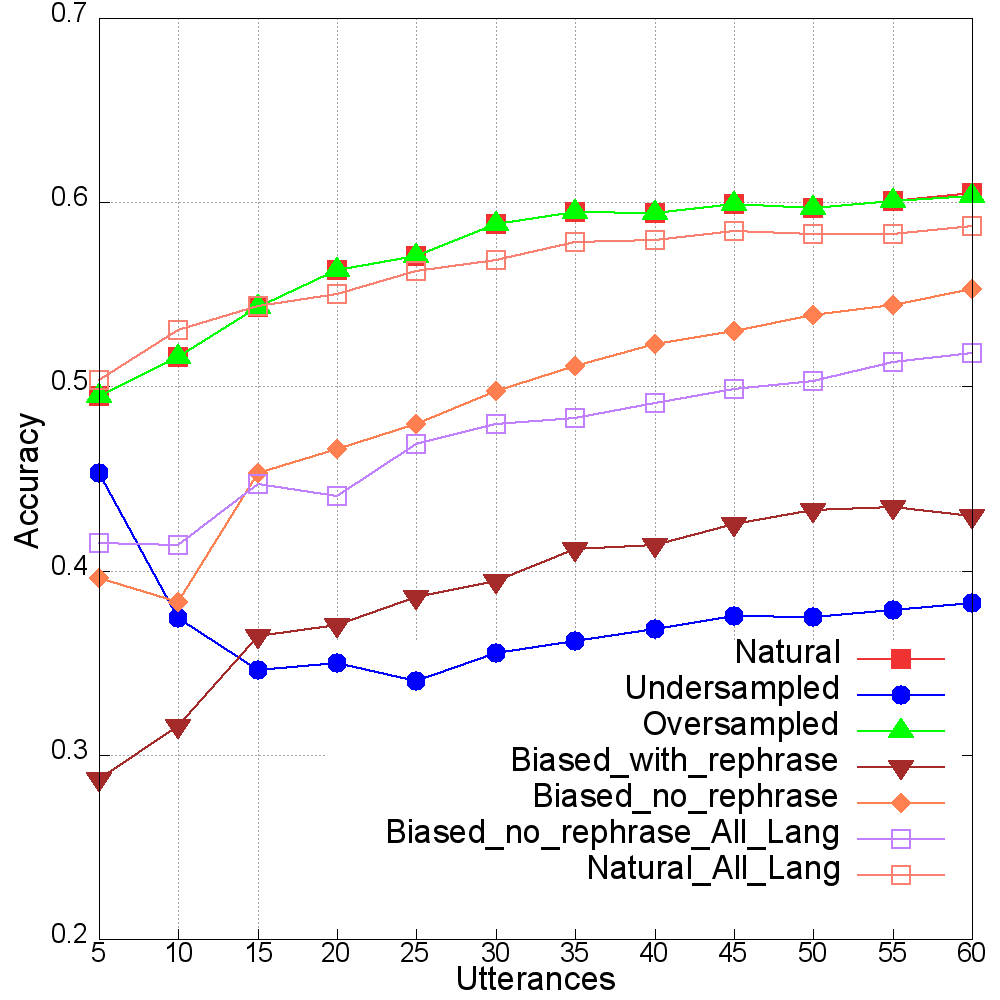 0.7
0.6
0.5
0.4
0.3
0.2
Accuracy
Natural
Undersampled
Oversampled
Biased_with_rephrase
Biased_no_rephrase
Biased_no_rephrase_All_Lang
Natural_All_Lang
5 10 15 20 25 30 35 40 45 50 55 60
Utterances